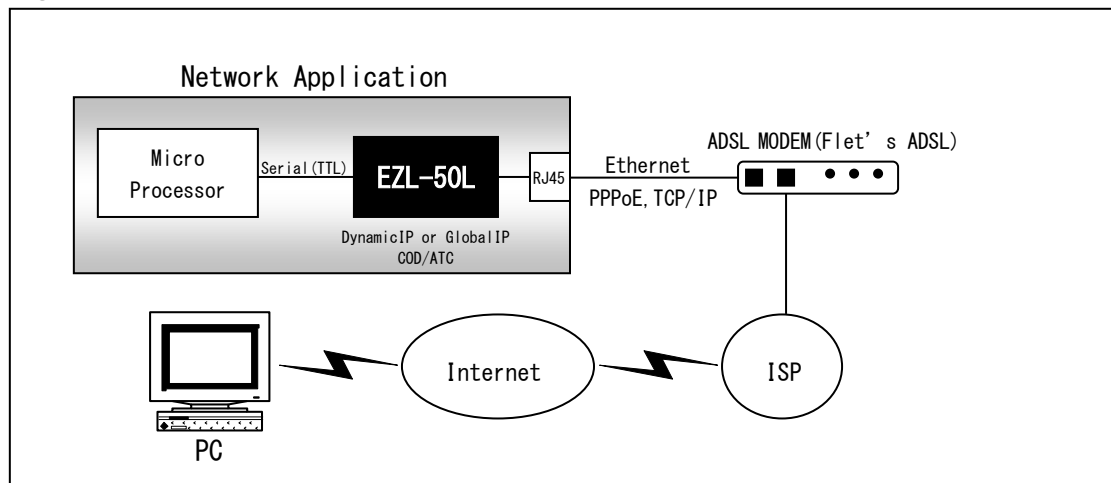 Network Application
Micro
Processor
Serial(TTL)
EZL-50L
RJ45
DynamicIP or GlobalIP
COD/ATC
Ethernet
PPPoE,TCP/IP
ADSL MODEM(Flet's ADSL)
PC
Internet
ISP